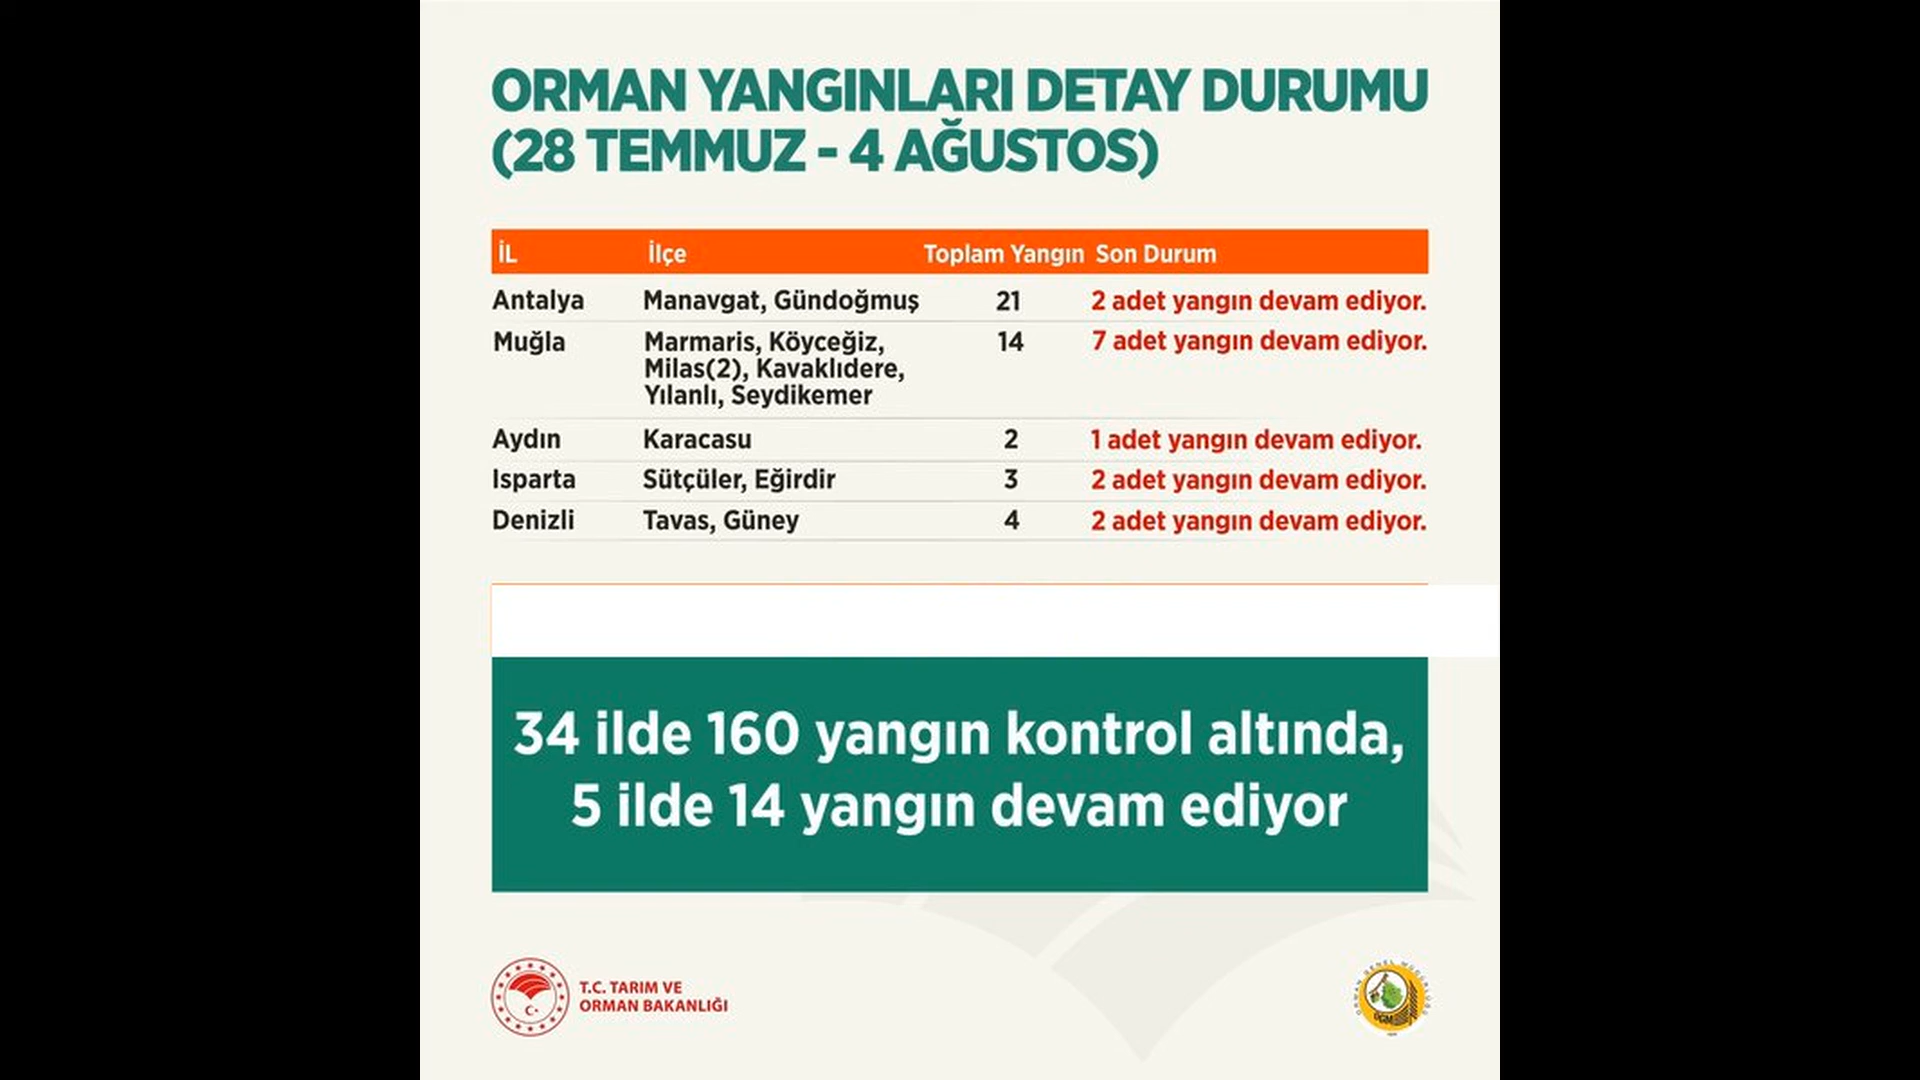 ORMAN YANGINLARI DETAY DURUMU
(28 TEMMUZ - 4 AĞUSTOS)
İL İlçe Toplam Yangın Son Durum
Antalya Manavgat, Gündoğmuş 21 2 adet yangın devam ediyor.
Muğla Marmaris, Köyceğiz, 14 7 adet yangın devam ediyor.
Milas(2), Kavaklıdere,
Yılanlı, Seydikemer
Aydın Karacasu 2 1 adet yangın devam ediyor.
Isparta Sütçüler, Eğirdir 3 2 adet yangın devam ediyor.
Denizli Tavas, Güney 4 2 adet yangın devam ediyor.
34 ilde 160 yangın kontrol altında,
5 ilde 14 yangın devam ediyor
T.C. TARIM VE
ORMAN BAKANLIĞI
ORMAN GENEL MÜDÜRLÜĞÜ
OGM